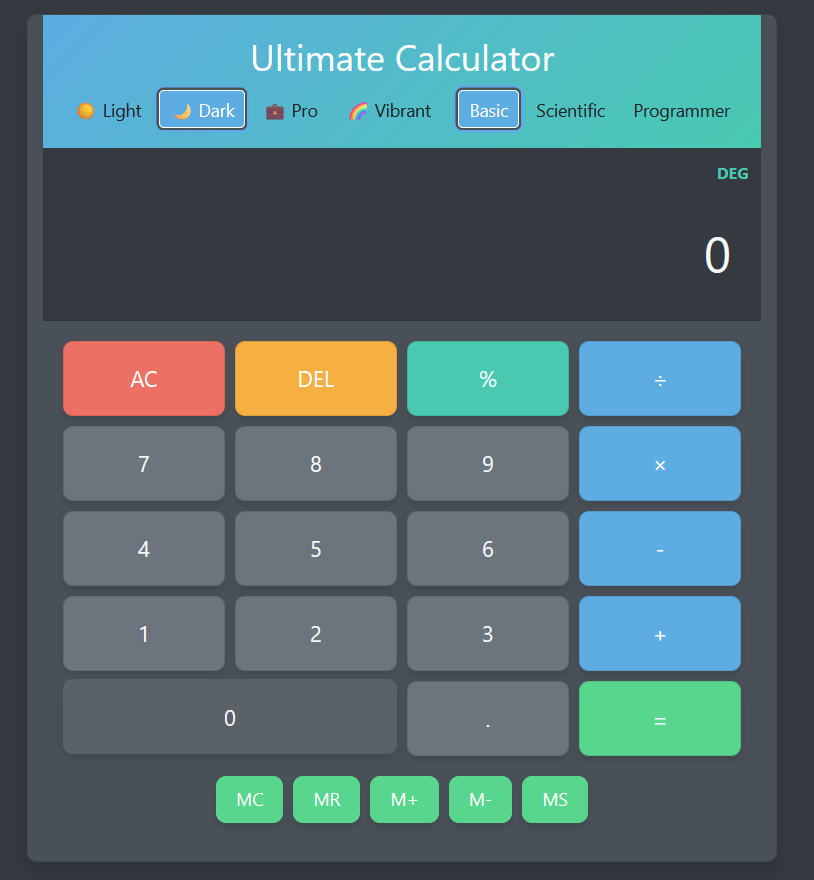 Ultimate Calculator
☀️ Light 🌙 Dark 💼 Pro 🌈 Vibrant Basic Scientific Programmer
DEG
0
AC DEL % ÷
7 8 9 ×
4 5 6 -
1 2 3 +
0 . =
MC MR M+ M- MS